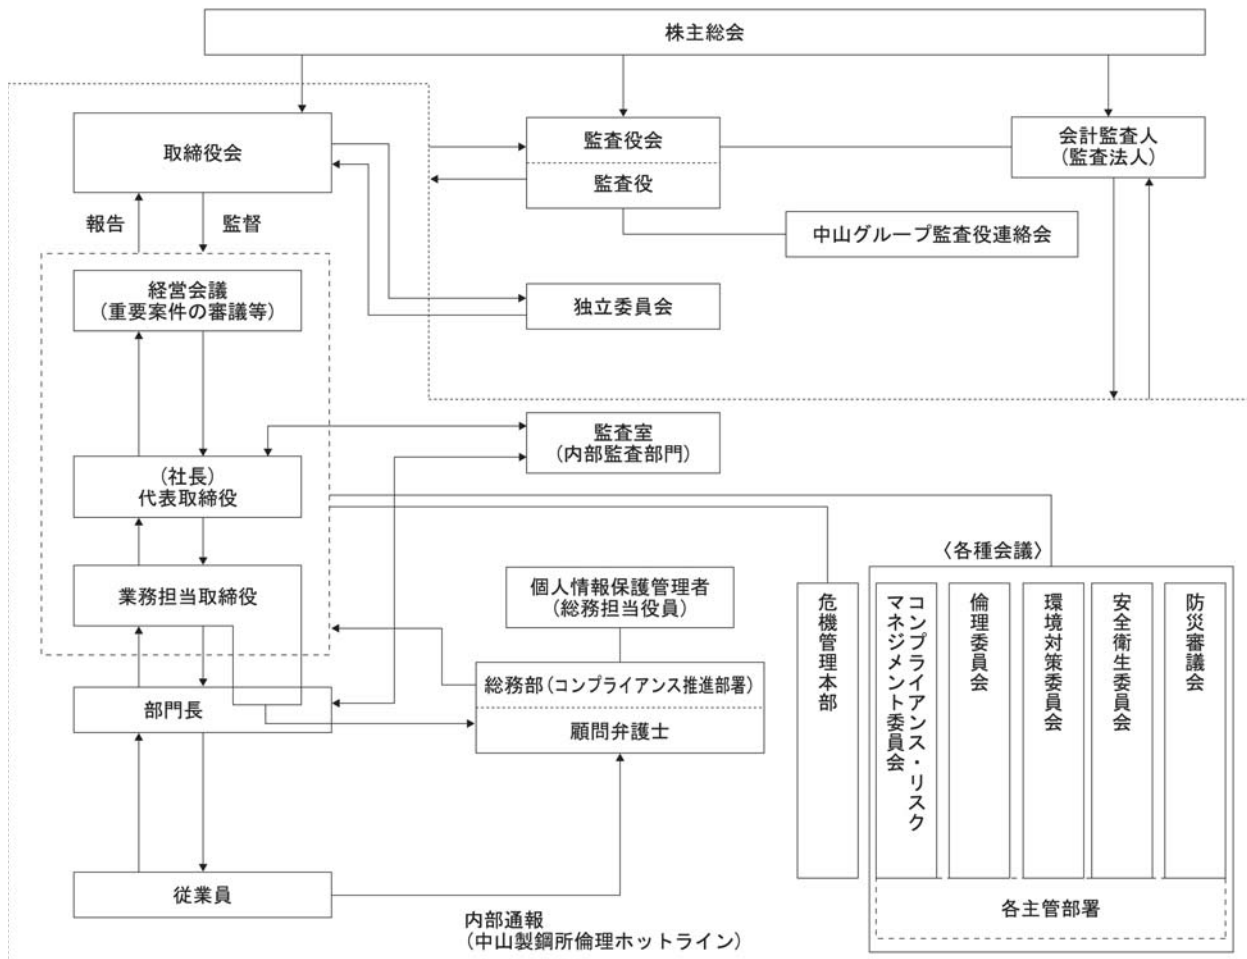 株主総会
取締役会
監査役会
監査役
会計監査人
(監査法人)
報告
監督
中山グループ監査役連絡会
経営会議
(重要案件の審議等)
独立委員会
監査室
(内部監査部門)
(社長)
代表取締役
〈各種会議〉
業務担当取締役
個人情報保護管理者
(総務担当役員)
危機管理本部
コンプライアンス・リスク
マネジメント委員会
倫理委員会
環境対策委員会
安全衛生委員会
防災審議会
総務部(コンプライアンス推進部署)
顧問弁護士
部門長
従業員
各主管部署
内部通報
(中山製鋼所倫理ホットライン)